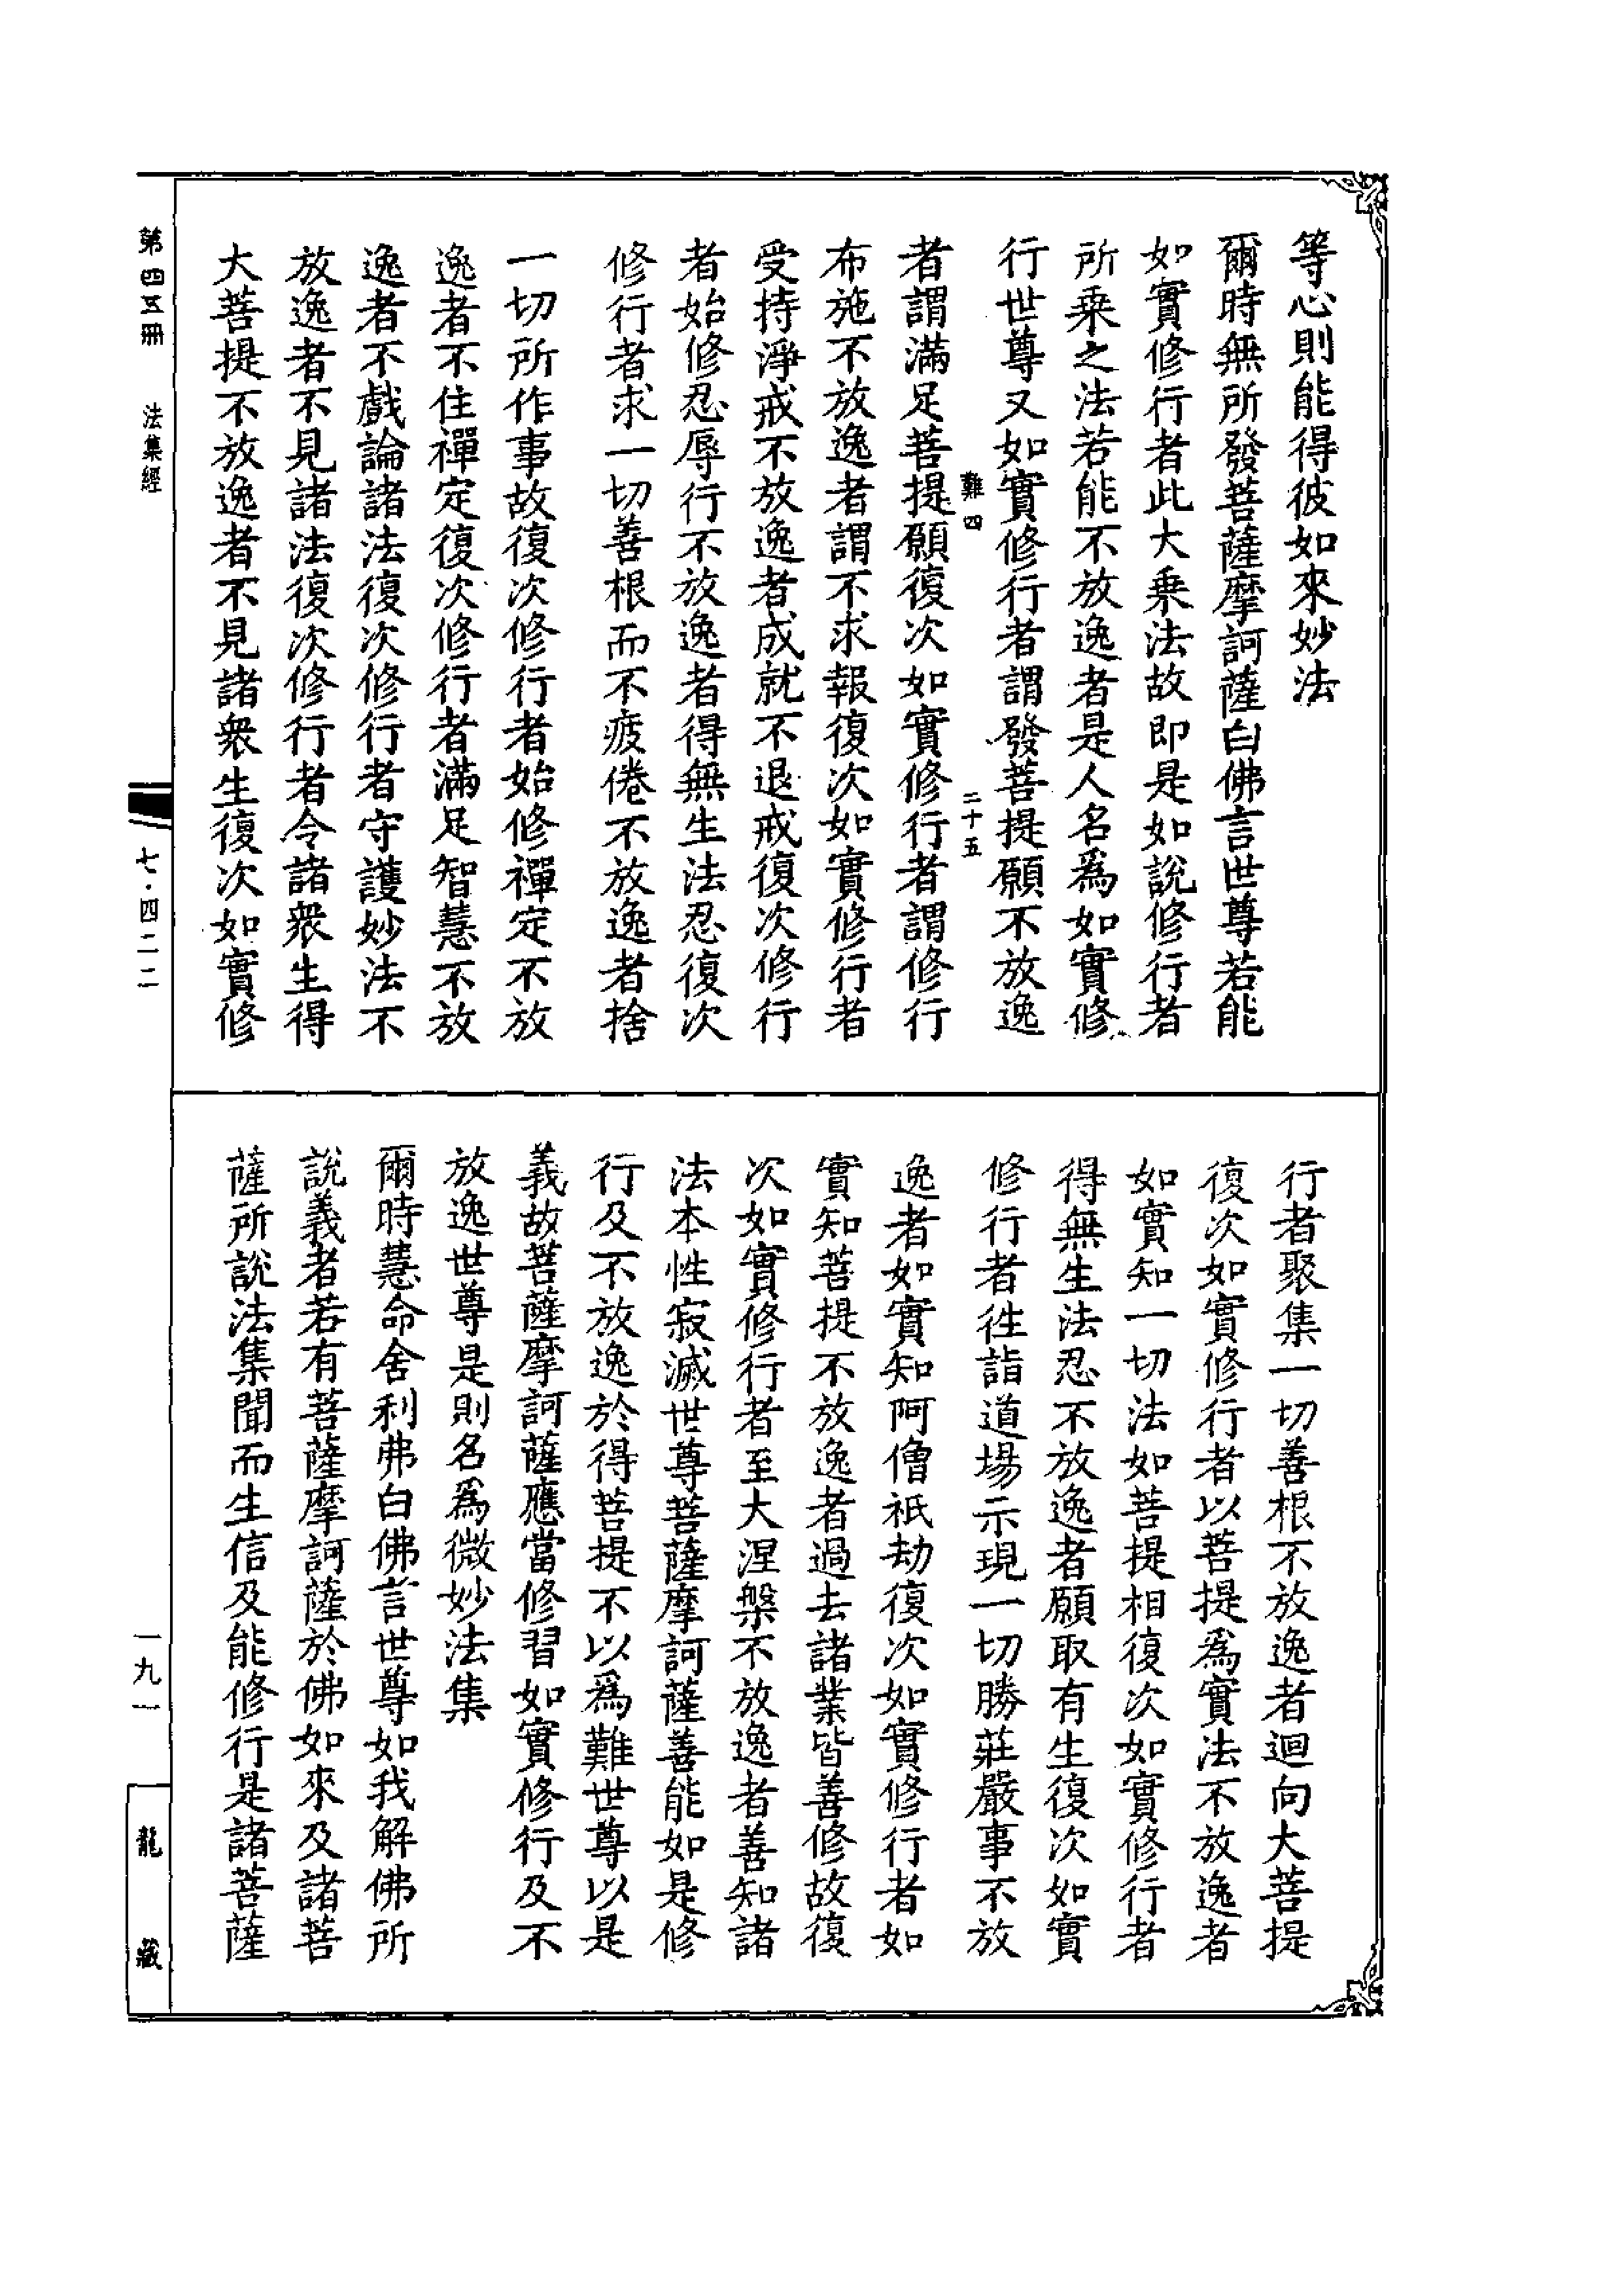 等心則能得彼如來妙法
爾時無所發菩薩摩訶薩白佛言世尊若能
如實修行者此大乘法故即是如說修行者
所乘之法若能不放逸者是人名為如實修
行世尊又如實修行者謂發菩提願不放逸
難四
二十五
者謂滿足菩提願復次如實修行者謂修行
布施不放逸者謂不求報復次如實修行者
受持淨戒不放逸者成就不退戒復次修行
者始修忍辱行不放逸者得無生法忍復次
修行者求一切善根而不疲倦不放逸者捨
一切所作事故復次修行者始修禪定不放
逸者不住禪定復次修行者滿足智慧不放
逸者不戲論諸法復次修行者守護妙法不
放逸者不見諸法復次修行者令諸衆生得
大菩提不放逸者不見諸衆生復次如實修
行者聚集一切善根不放逸者迴向大菩提
復次如實修行者以菩提為實法不放逸者
如實知一切法如菩提相復次如實修行者
得無生法忍不放逸者願取有生復次如實
修行者往詣道場示現一切勝莊嚴事不放
逸者如實知阿僧祇劫復次如實修行者如
實知菩提不放逸者過去諸業皆善修故復
次如實修行者至大涅槃不放逸者善知諸
法本性寂滅世尊菩薩摩訶薩善能如是修
行及不放逸於得菩提不以為難世尊以是
義故菩薩摩訶薩應當修習如實修行及不
放逸世尊是則名為微妙法集
爾時慧命舍利弗白佛言世尊如我解佛所
說義者若有菩薩摩訶薩於佛如來及諸菩
薩所說法集聞而生信及能修行是諸菩薩
第四五冊
法集經
七·四二二
一九一
龍藏